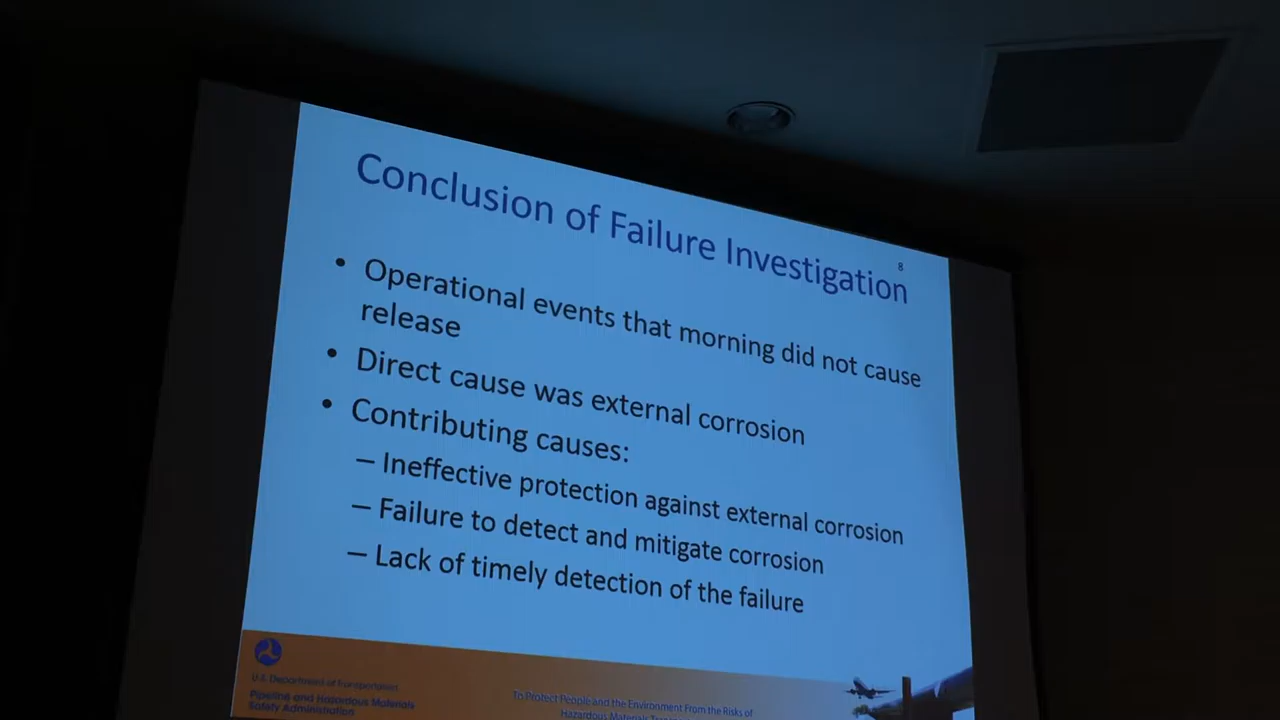 8
Conclusion of Failure Investigation
• Operational events that morning did not cause
release
• Direct cause was external corrosion
• Contributing causes:
– Ineffective protection against external corrosion
– Failure to detect and mitigate corrosion
– Lack of timely detection of the failure
U.S. Department of Transportation
Pipeline and Hazardous Materials
Safety Administration
To Protect People and the Environment From the Risks of
Hazardous Materials